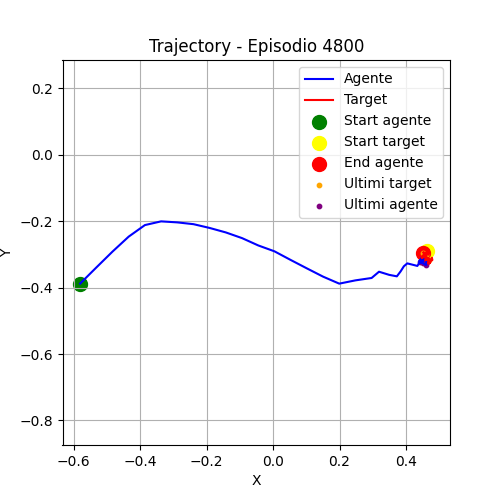 Trajectory - Episodio 4800
Agente
Target
Start agente
Start target
End agente
Ultimi target
Ultimi agente
0.2
0.0
−0.2
−0.4
−0.6
−0.8
Y
−0.6
−0.4
−0.2
0.0
0.2
0.4
X